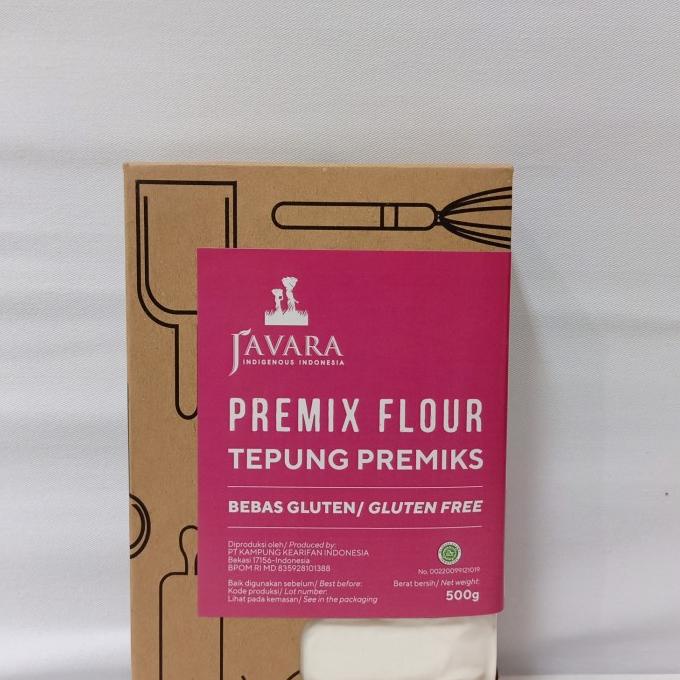 JAVARA
INDIGENOUS INDONESIA
PREMIX FLOUR
TEPUNG PREMIKS
BEBAS GLUTEN/ GLUTEN FREE
Diproduksi oleh/ Produced by:
PT KAMPUNG KEARIFAN INDONESIA
Bekasi 17156-Indonesia
BPOM RI MD 835928101388
No. 00220099121019
Baik digunakan sebelum/ Best before:
Kode produksi/ Lot number:
Lihat pada kemasan/ See in the packaging
Berat bersih/ Net weight:
500g